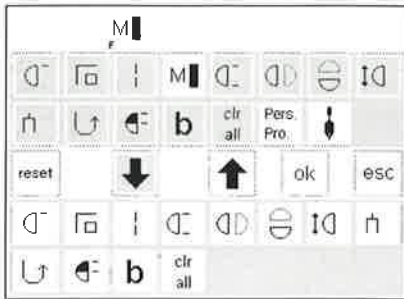 M
F
M
b clr
all Pers.
Pro.
reset ok esc
b clr
all